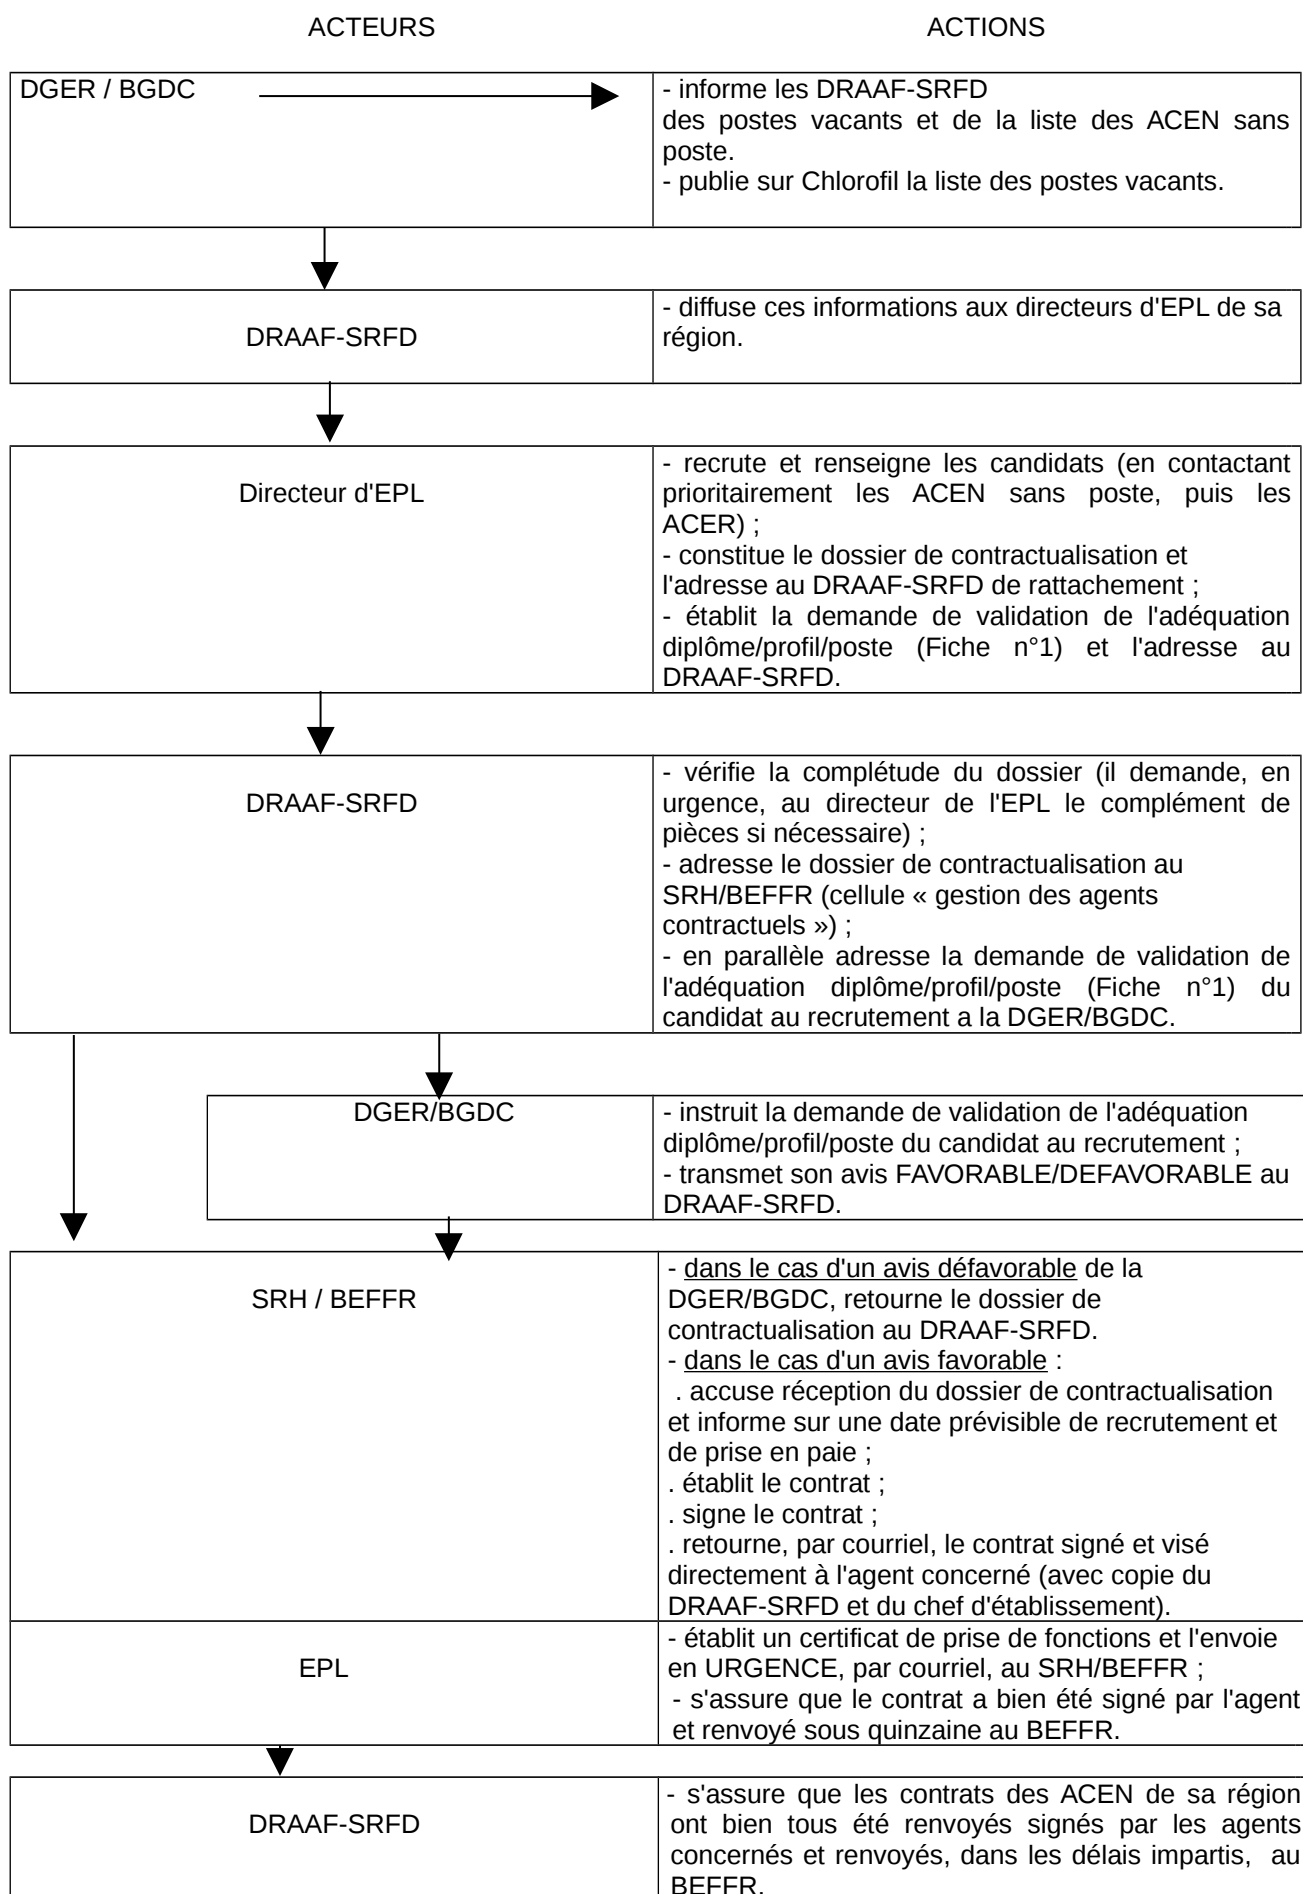 ACTEURS
ACTIONS
DGER / BGDC
- informe les DRAAF-SRFD
des postes vacants et de la liste des ACEN sans
poste.
- publie sur Chlorofil la liste des postes vacants.
DRAAF-SRFD
- diffuse ces informations aux directeurs d'EPL de sa
région.
Directeur d'EPL
- recrute et renseigne les candidats (en contactant
prioritairement les ACEN sans poste, puis les
ACER) ;
- constitue le dossier de contractualisation et
l'adresse au DRAAF-SRFD de rattachement ;
- établit la demande de validation de l'adéquation
diplôme/profil/poste (Fiche n°1) et l'adresse au
DRAAF-SRFD.
DRAAF-SRFD
- vérifie la complétude du dossier (il demande, en
urgence, au directeur de l'EPL le complément de
pièces si nécessaire) ;
- adresse le dossier de contractualisation au
SRH/BEFFR (cellule « gestion des agents
contractuels ») ;
- en parallèle adresse la demande de validation de
l'adéquation diplôme/profil/poste (Fiche n°1) du
candidat au recrutement a la DGER/BGDC.
DGER/BGDC
- instruit la demande de validation de l'adéquation
diplôme/profil/poste du candidat au recrutement ;
- transmet son avis FAVORABLE/DEFAVORABLE au
DRAAF-SRFD.
SRH / BEFFR
- dans le cas d'un avis défavorable de la
DGER/BGDC, retourne le dossier de
contractualisation au DRAAF-SRFD.
- dans le cas d'un avis favorable :
. accuse réception du dossier de contractualisation
et informe sur une date prévisible de recrutement et
de prise en paie ;
. établit le contrat ;
. signe le contrat ;
. retourne, par courriel, le contrat signé et visé
directement à l'agent concerné (avec copie du
DRAAF-SRFD et du chef d'établissement).
EPL
- établit un certificat de prise de fonctions et l'envoie
en URGENCE, par courriel, au SRH/BEFFR ;
- s'assure que le contrat a bien été signé par l'agent
et renvoyé sous quinzaine au BEFFR.
DRAAF-SRFD
- s'assure que les contrats des ACEN de sa région
ont bien tous été renvoyés signés par les agents
concernés et renvoyés, dans les délais impartis, au
BEFFR.